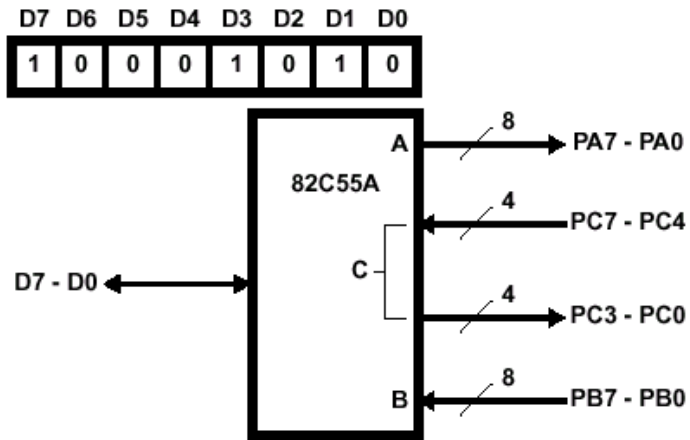 D7 D6 D5 D4 D3 D2 D1 D0
1 0 0 0 1 0 1 0
8
A PA7 - PA0
82C55A
4
PC7 - PC4
C
D7 - D0
4
PC3 - PC0
8
B PB7 - PB0